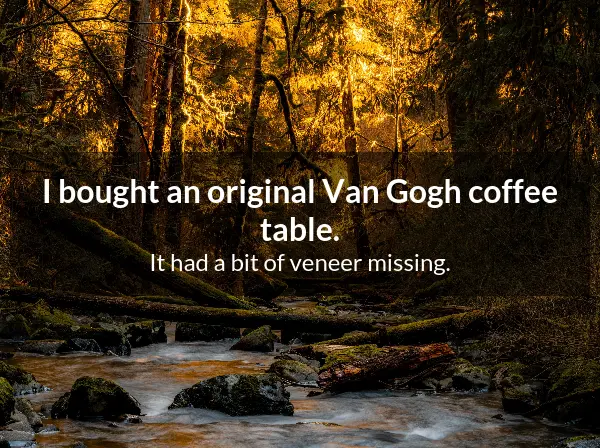 I bought an original Van Gogh coffee
table.
It had a bit of veneer missing.